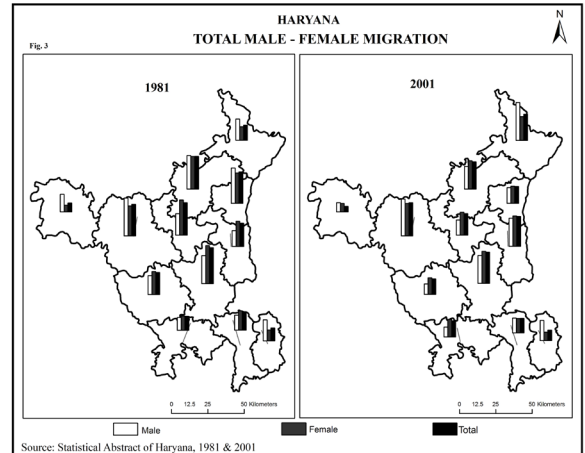 HARYANA
TOTAL MALE - FEMALE MIGRATION
N
Fig. 3
1981
2001
0 12.5 25 50 Kilometers
0 12.5 25 50 Kilometers
Male Female Total
Source: Statistical Abstract of Haryana, 1981 & 2001